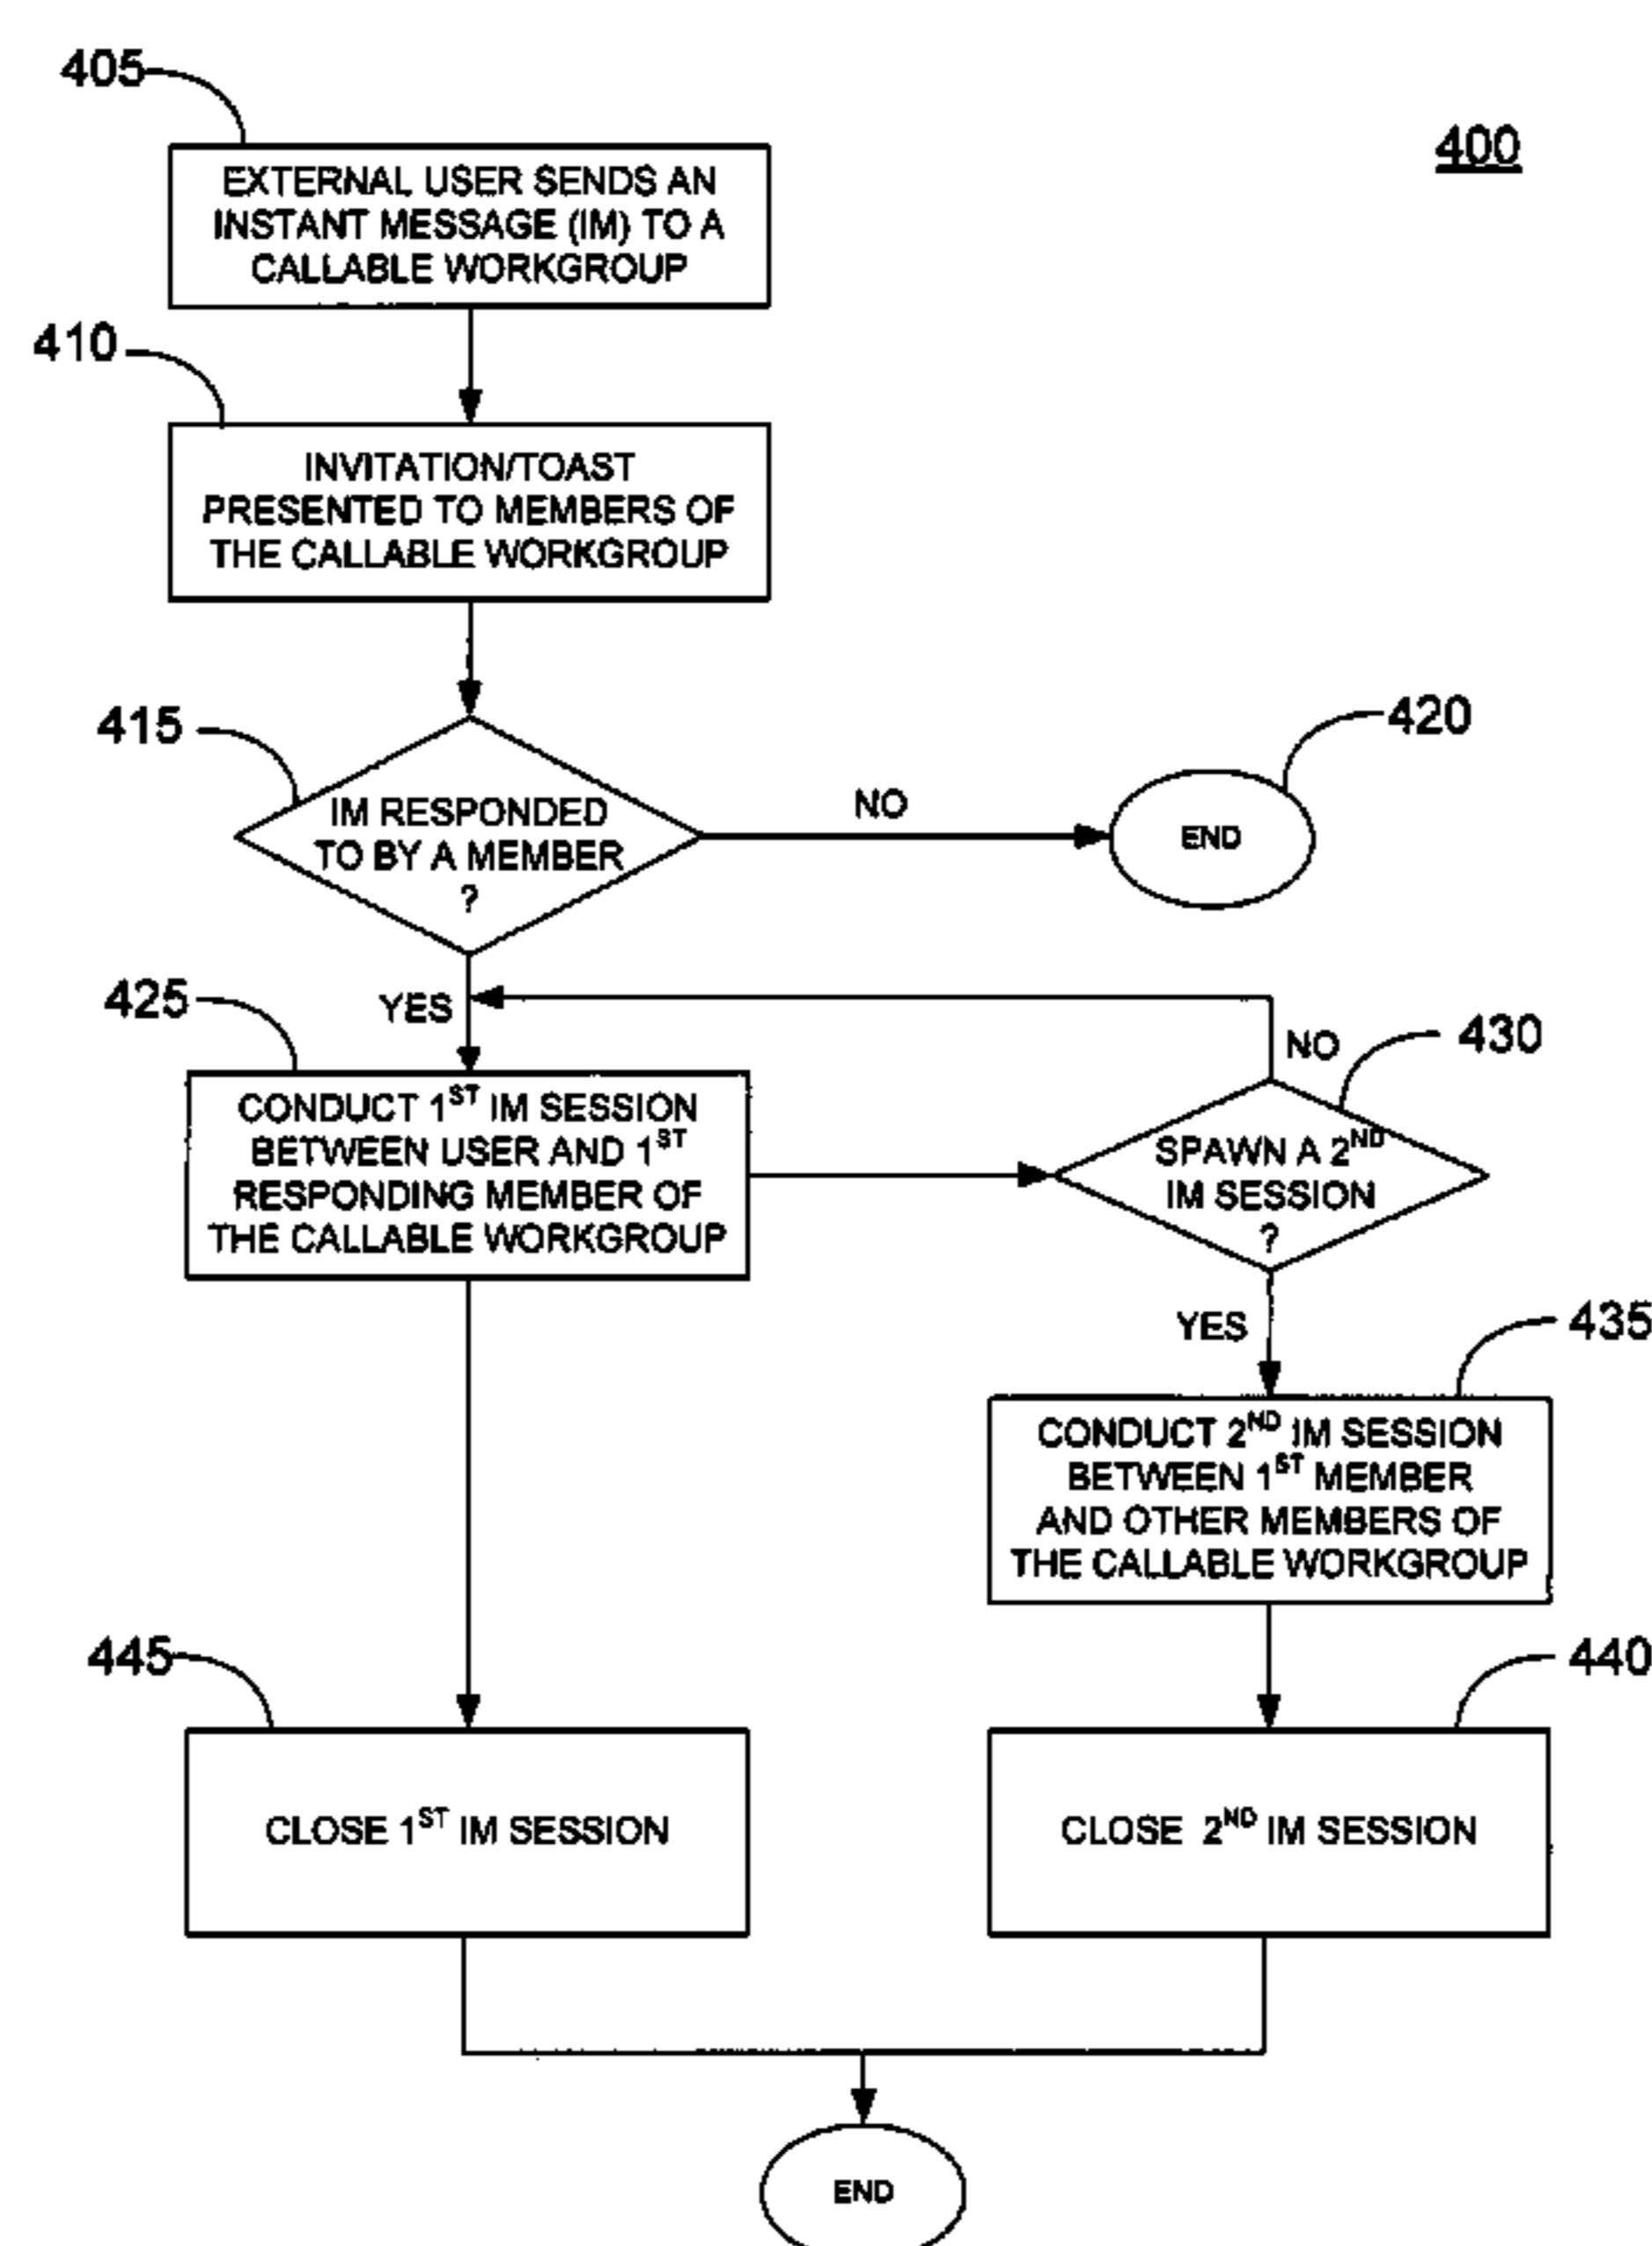 405
400
EXTERNAL USER SENDS AN
INSTANT MESSAGE (IM) TO A
CALLABLE WORKGROUP
410
INVITATION/TOAST
PRESENTED TO MEMBERS OF
THE CALLABLE WORKGROUP
415
IM RESPONDED
TO BY A MEMBER
?
NO
420
END
425
YES
NO
430
CONDUCT 1ST IM SESSION
BETWEEN USER AND 1ST
RESPONDING MEMBER OF
THE CALLABLE WORKGROUP
SPAWN A 2ND
IM SESSION
?
YES
435
CONDUCT 2ND IM SESSION
BETWEEN 1ST MEMBER
AND OTHER MEMBERS OF
THE CALLABLE WORKGROUP
445
440
CLOSE 1ST IM SESSION
CLOSE 2ND IM SESSION
END